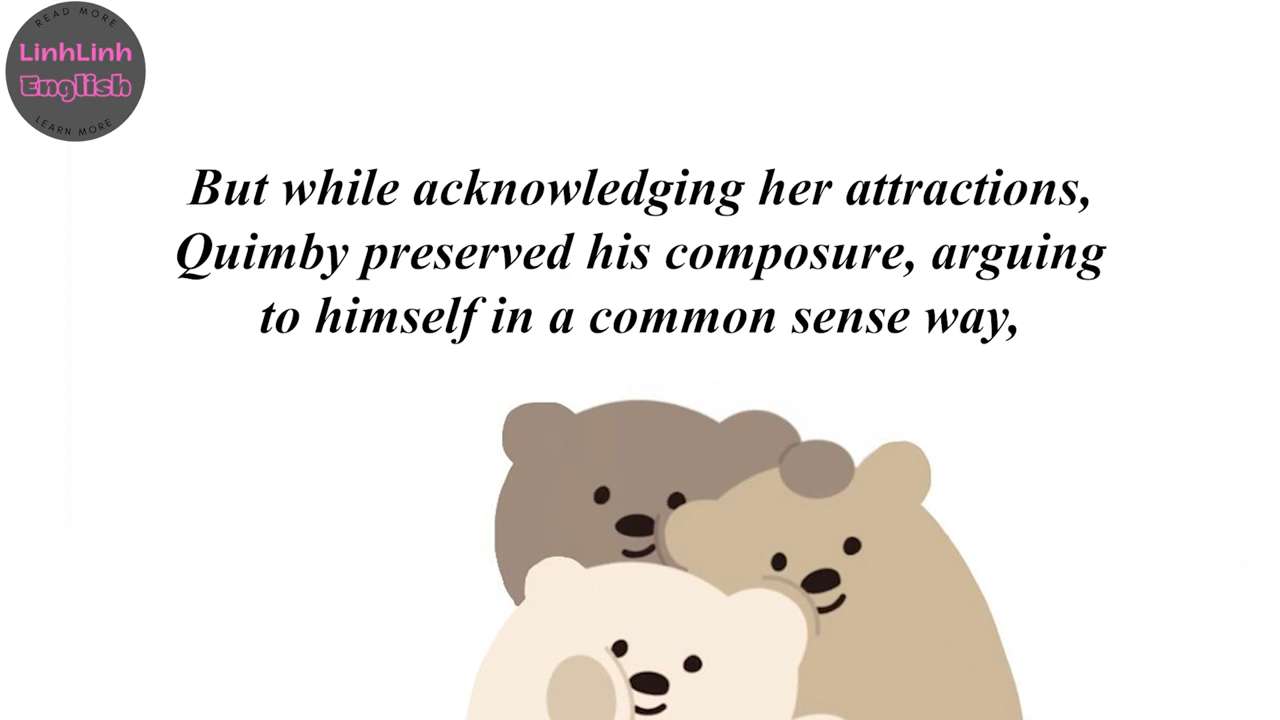 READ MORE
LinhLinh
English
LEARN MORE
But while acknowledging her attractions,
Quimby preserved his composure, arguing
to himself in a common sense way,